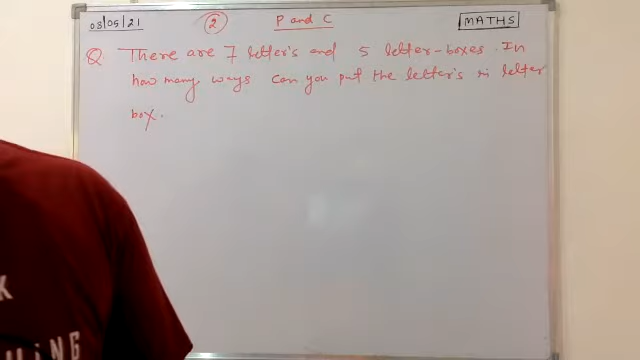 03/05/21 2 P and C MATHS
Q. There are 7 letter's and 5 letter-boxes. In
how many ways can you put the letter's in letter
box.